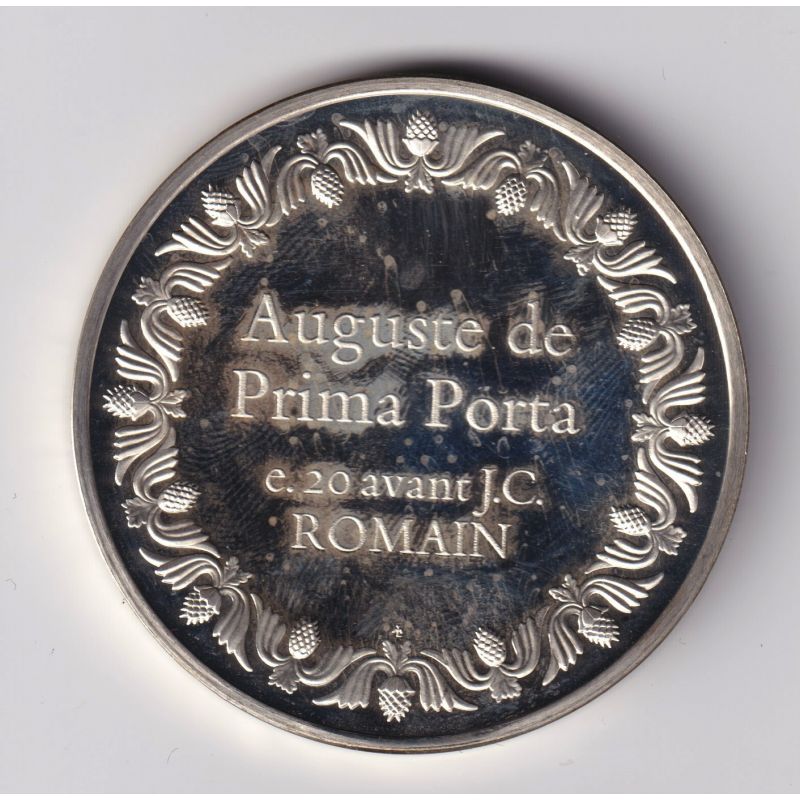 Auguste de
Prima Porta
e. 20 avant J.C.
ROMAIN